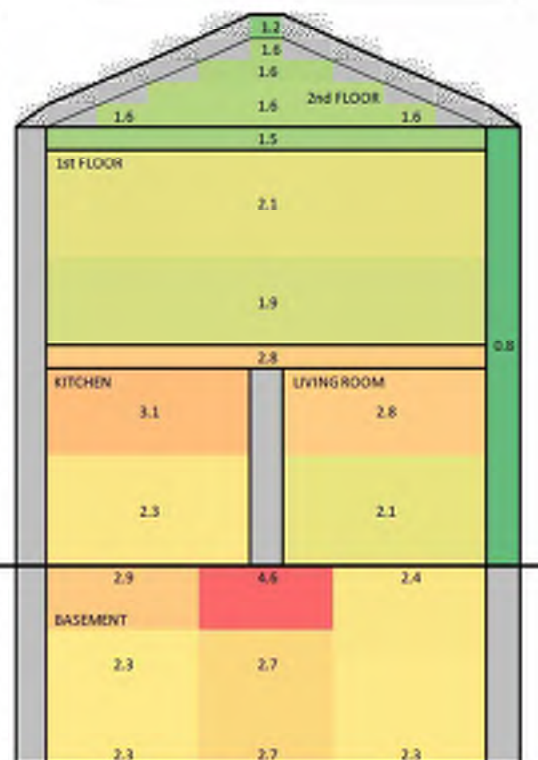 1.2
1.6
1.6
1.6 2nd FLOOR
1.6 1.6
1.5
1st FLOOR
2.1
1.9
0.8
2.8
KITCHEN LIVING ROOM
3.1 2.8
2.3 2.1
2.9 4.6 2.4
BASEMENT
2.3 2.7
2.3 2.7 2.3